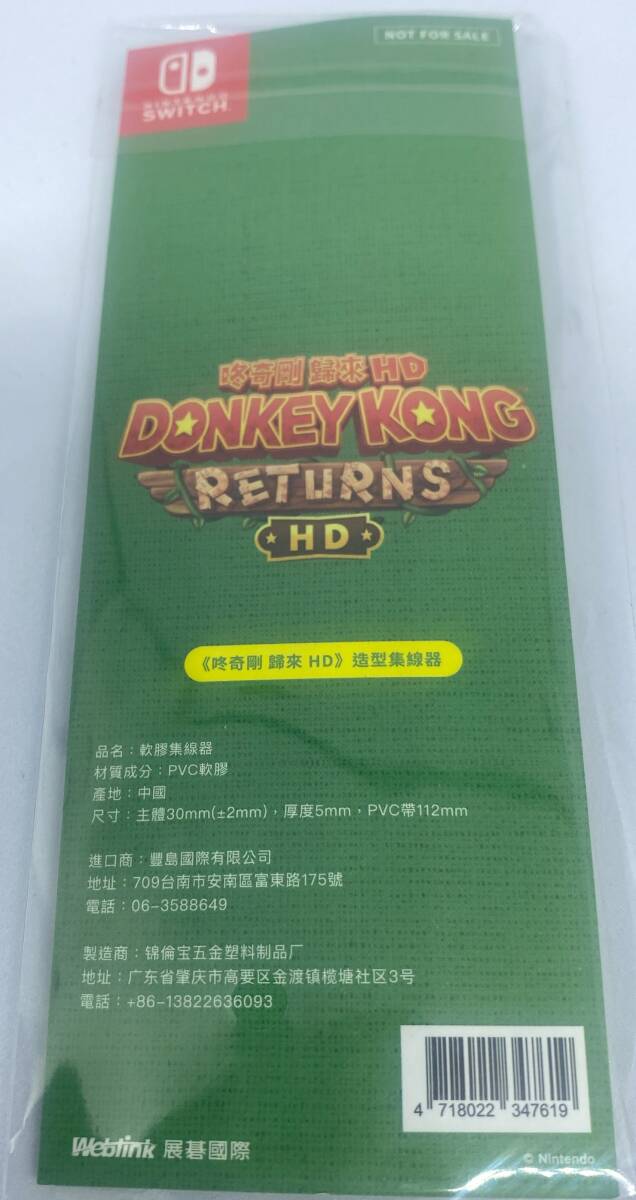 NOT FOR SALE
NINTENDO
SWITCH
咚奇剛 歸來 HD
DONKEY KONG
RETURNS
HD
《咚奇剛 歸來 HD》造型集線器
品名：軟膠集線器
材質成分：PVC軟膠
產地：中國
尺寸：主體30mm(±2mm)，厚度5mm，PVC帶112mm
進口商：豐島國際有限公司
地址：709台南市安南區富東路175號
電話：06-3588649
製造商：锦倫宝五金塑料制品厂
地址：广东省肇庆市高要区金渡镇榄塘社区3号
電話：+86-13822636093
4 718022 347619
Weblink 展碁國際
© Nintendo